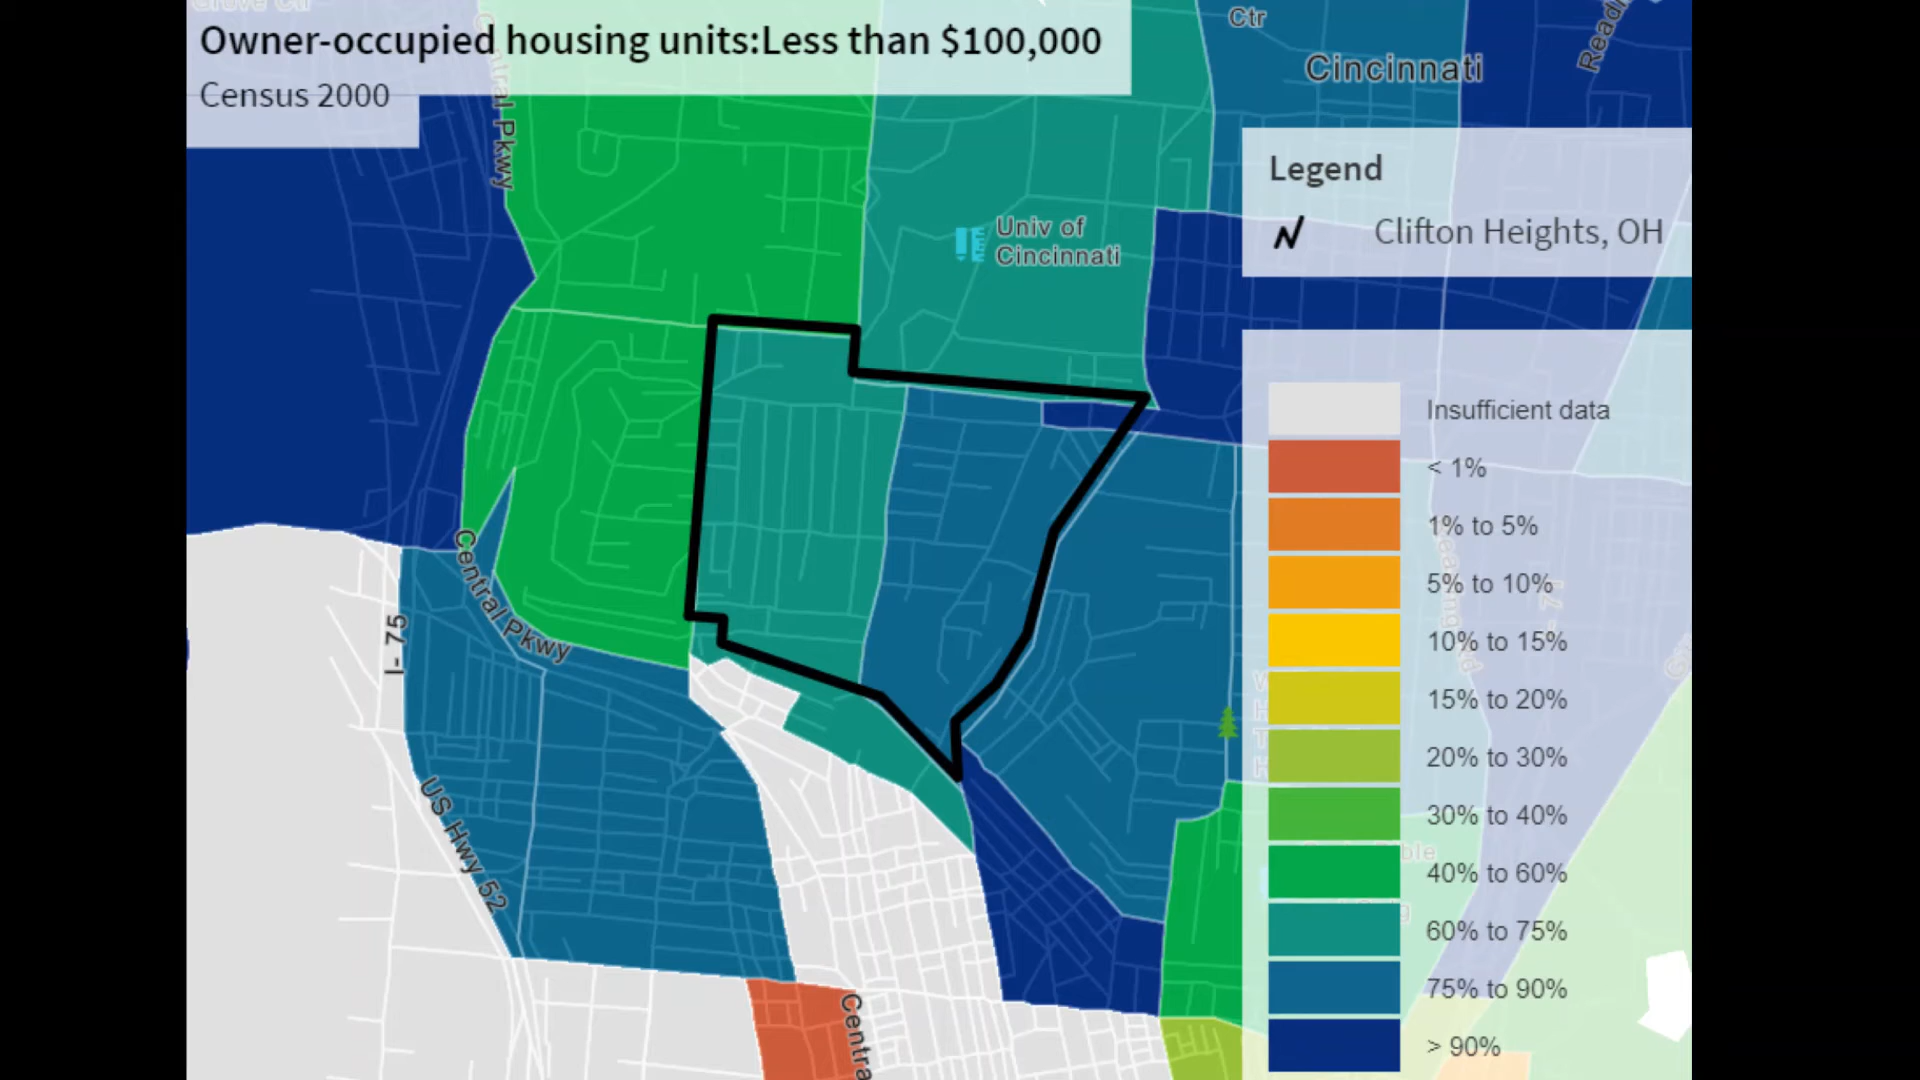 Grove Ctr
Owner-occupied housing units:Less than $100,000
Census 2000
Central Pkwy
Ctr
Cincinnati
Legend
Clifton Heights, OH
Univ of
Cincinnati
Insufficient data
< 1%
1% to 5%
5% to 10%
10% to 15%
15% to 20%
20% to 30%
30% to 40%
40% to 60%
60% to 75%
75% to 90%
> 90%
Central Pkwy
I- 75
US Hwy 52